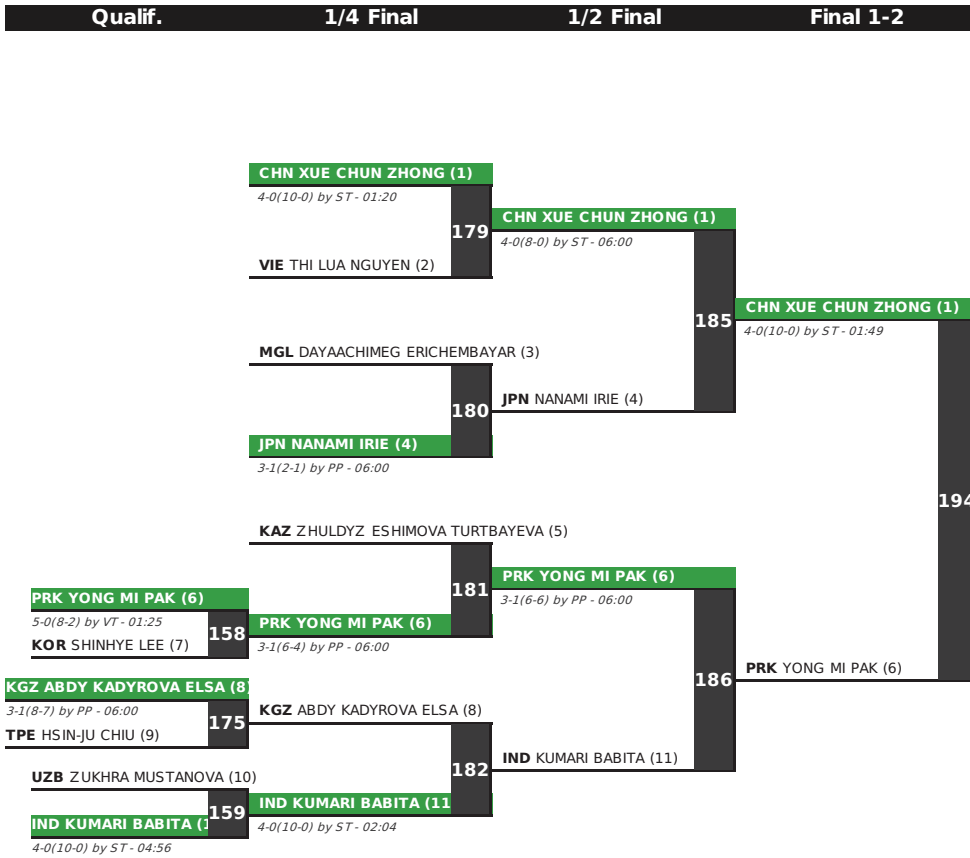 Qualif. 1/4 Final 1/2 Final Final 1-2
CHN XUE CHUN ZHONG (1)
4-0(10-0) by ST - 01:20
179
VIE THI LUA NGUYEN (2)
MGL DAYAACHIMEG ERICHEMBAYAR (3)
180
JPN NANAMI IRIE (4)
3-1(2-1) by PP - 06:00
KAZ ZHULDYZ ESHIMOVA TURTBAYEVA (5)
181
PRK YONG MI PAK (6)
5-0(8-2) by VT - 01:25
158
KOR SHINHYE LEE (7)
PRK YONG MI PAK (6)
3-1(6-4) by PP - 06:00
KGZ ABDY KADYROVA ELSA (8)
3-1(8-7) by PP - 06:00
175
TPE HSIN-JU CHIU (9)
KGZ ABDY KADYROVA ELSA (8)
182
UZB ZUKHRA MUSTANOVA (10)
159
IND KUMARI BABITA (1
4-0(10-0) by ST - 04:56
IND KUMARI BABITA (11
4-0(10-0) by ST - 02:04
CHN XUE CHUN ZHONG (1)
4-0(8-0) by ST - 06:00
185
JPN NANAMI IRIE (4)
PRK YONG MI PAK (6)
3-1(6-6) by PP - 06:00
186
IND KUMARI BABITA (11)
CHN XUE CHUN ZHONG (1)
4-0(10-0) by ST - 01:49
194
PRK YONG MI PAK (6)